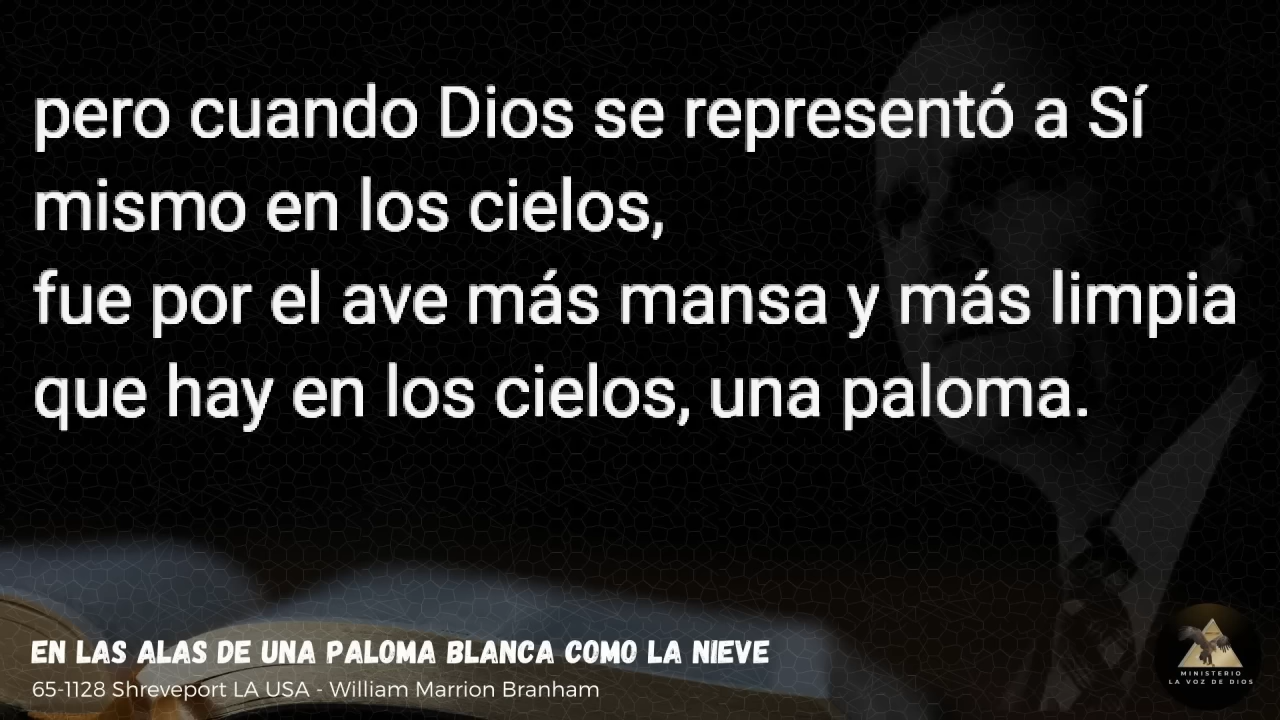 pero cuando Dios se representó a Sí
mismo en los cielos,
fue por el ave más mansa y más limpia
que hay en los cielos, una paloma.
EN LAS ALAS DE UNA PALOMA BLANCA COMO LA NIEVE
65-1128 Shreveport LA USA - William Marrion Branham
MINISTERIO
LA VOZ DE DIOS